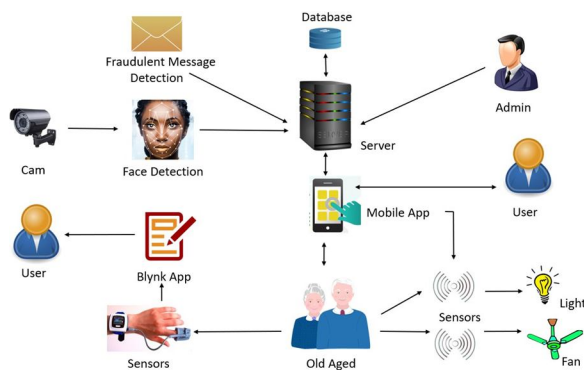 Database
Fraudulent Message
Detection
Admin
Server
Cam
Face Detection
Mobile App
User
User
Blynk App
Sensors
Light
Sensors
Old Aged
Fan